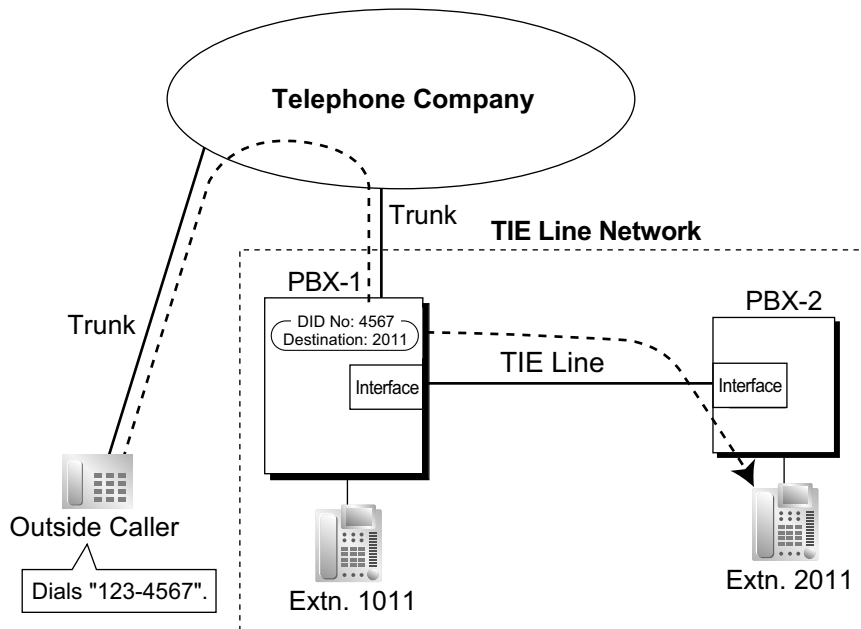 Telephone Company
Trunk
TIE Line Network
PBX-1
PBX-2
Trunk
DID No: 4567
Destination: 2011
TIE Line
Interface
Interface
Outside Caller
Dials "123-4567".
Extn. 1011
Extn. 2011